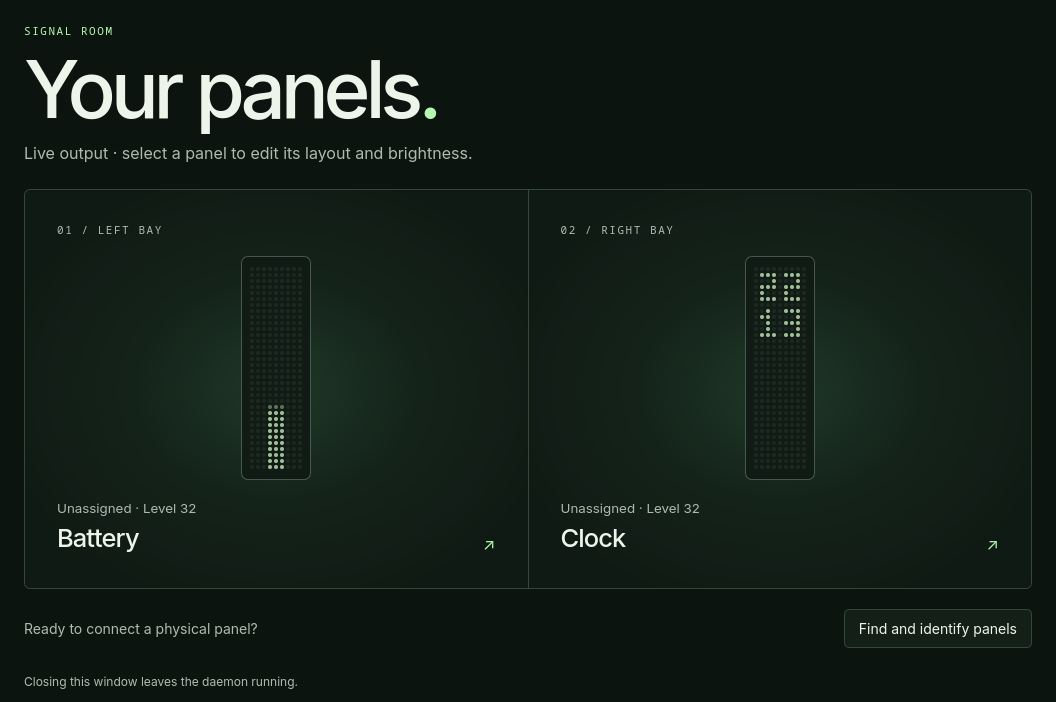 SIGNAL ROOM
Your panels.
Live output · select a panel to edit its layout and brightness.
01 / LEFT BAY
02 / RIGHT BAY
22
13
Unassigned · Level 32
Battery
Unassigned · Level 32
Clock
Ready to connect a physical panel?
Find and identify panels
Closing this window leaves the daemon running.